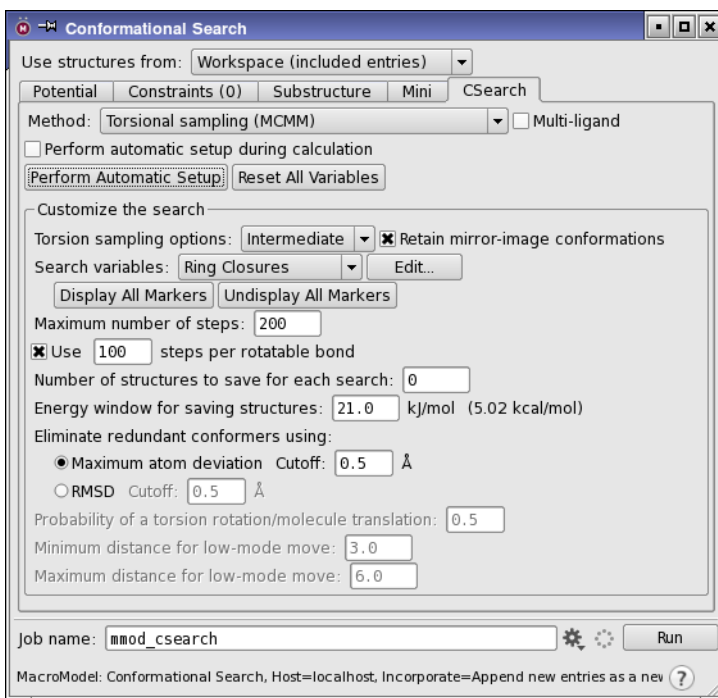 Conformational Search
Use structures from: Workspace (included entries)
Potential Constraints (0) Substructure Mini CSearch
Method: Torsional sampling (MCMM) Multi-ligand
Perform automatic setup during calculation
Perform Automatic Setup Reset All Variables
Customize the search
Torsion sampling options: Intermediate Retain mirror-image conformations
Search variables: Ring Closures Edit...
Display All Markers Undisplay All Markers
Maximum number of steps: 200
Use 100 steps per rotatable bond
Number of structures to save for each search: 0
Energy window for saving structures: 21.0 kJ/mol (5.02 kcal/mol)
Eliminate redundant conformers using:
Maximum atom deviation Cutoff: 0.5 Å
RMSD Cutoff: 0.5 Å
Probability of a torsion rotation/molecule translation: 0.5
Minimum distance for low-mode move: 3.0
Maximum distance for low-mode move: 6.0
Job name: mmod_csearch Run
MacroModel: Conformational Search, Host=localhost, Incorporate=Append new entries as a new ?